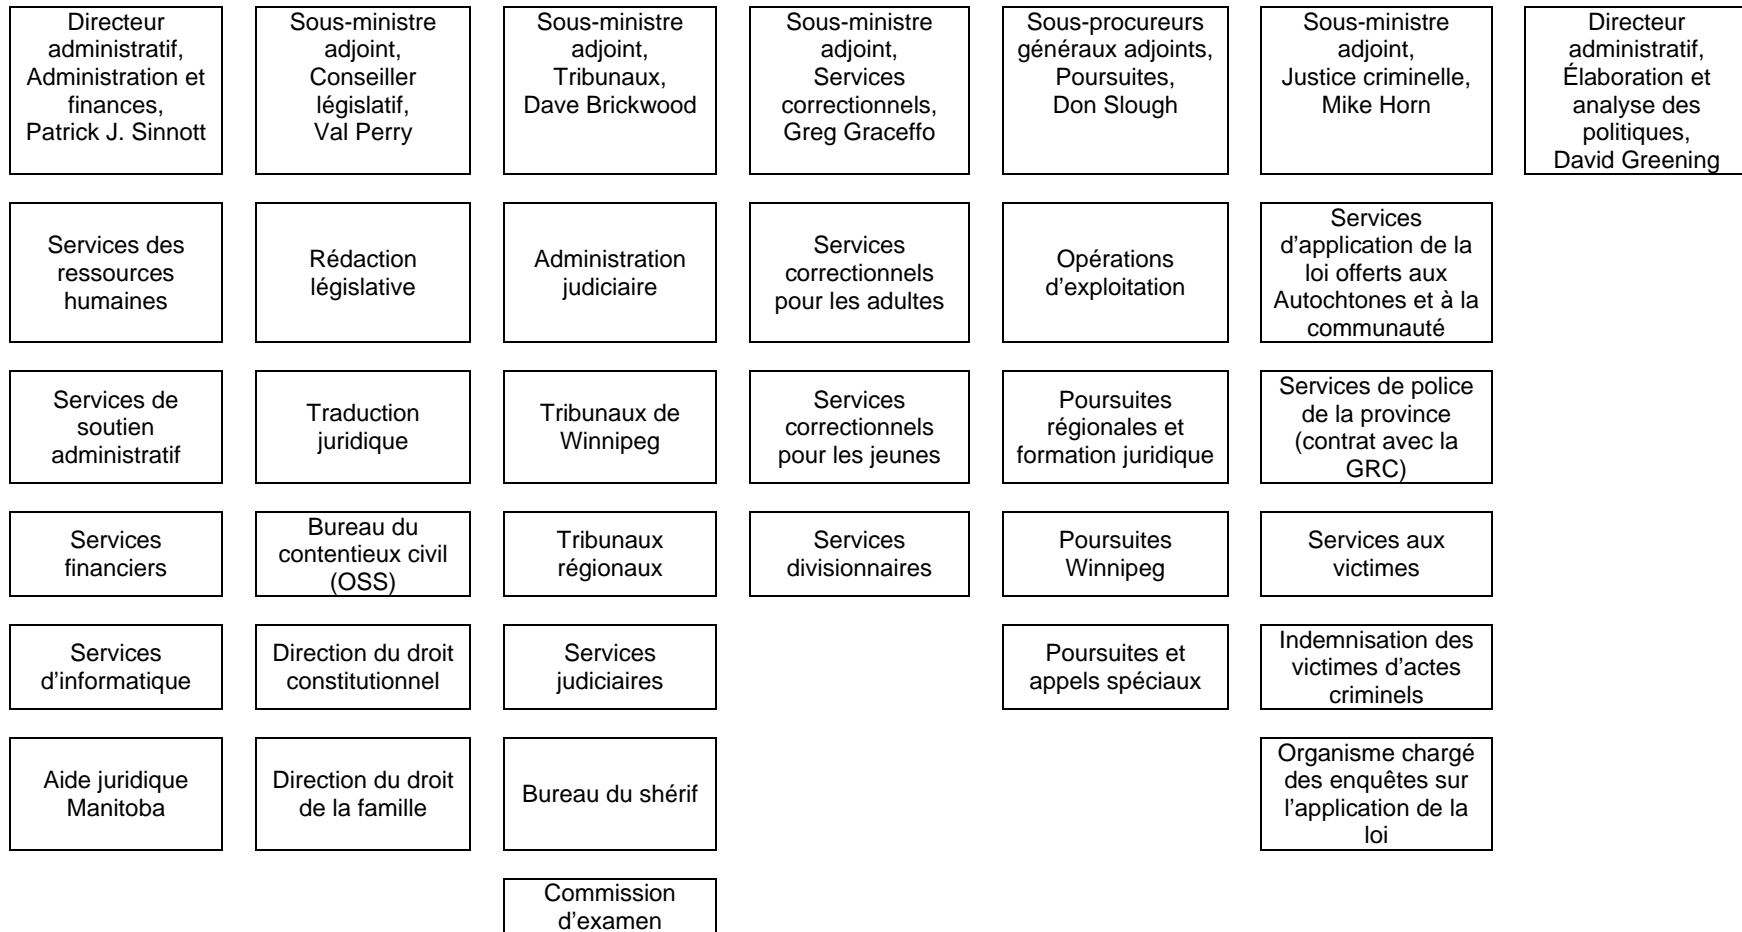 Directeur
administratif,
Administration et
finances,
Patrick J. Sinnott
Sous-ministre
adjoint,
Conseiller
législatif,
Val Perry
Sous-ministre
adjoint,
Tribunaux,
Dave Brickwood
Sous-ministre
adjoint,
Services
correctionnels,
Greg Graceffo
Sous-procureurs
généraux adjoints,
Poursuites,
Don Slough
Sous-ministre
adjoint,
Justice criminelle,
Mike Horn
Directeur
administratif,
Élaboration et
analyse des
politiques,
David Greening
Services des
ressources
humaines
Rédaction
législative
Administration
judiciaire
Services
correctionnels
pour les adultes
Opérations
d’exploitation
Services
d’application de la
loi offerts aux
Autochtones et à la
communauté
Services de
soutien
administratif
Traduction
juridique
Tribunaux de
Winnipeg
Services
correctionnels
pour les jeunes
Poursuites
régionales et
formation juridique
Services de police
de la province
(contrat avec la
GRC)
Services
financiers
Bureau du
contentieux civil
(OSS)
Tribunaux
régionaux
Services
divisionnaires
Poursuites
Winnipeg
Services aux
victimes
Services
d’informatique
Direction du droit
constitutionnel
Services
judiciaires
Poursuites et
appels spéciaux
Indemnisation des
victimes d’actes
criminels
Aide juridique
Manitoba
Direction du droit
de la famille
Bureau du shérif
Organisme chargé
des enquêtes sur
l’application de la
loi
Commission
d’examen